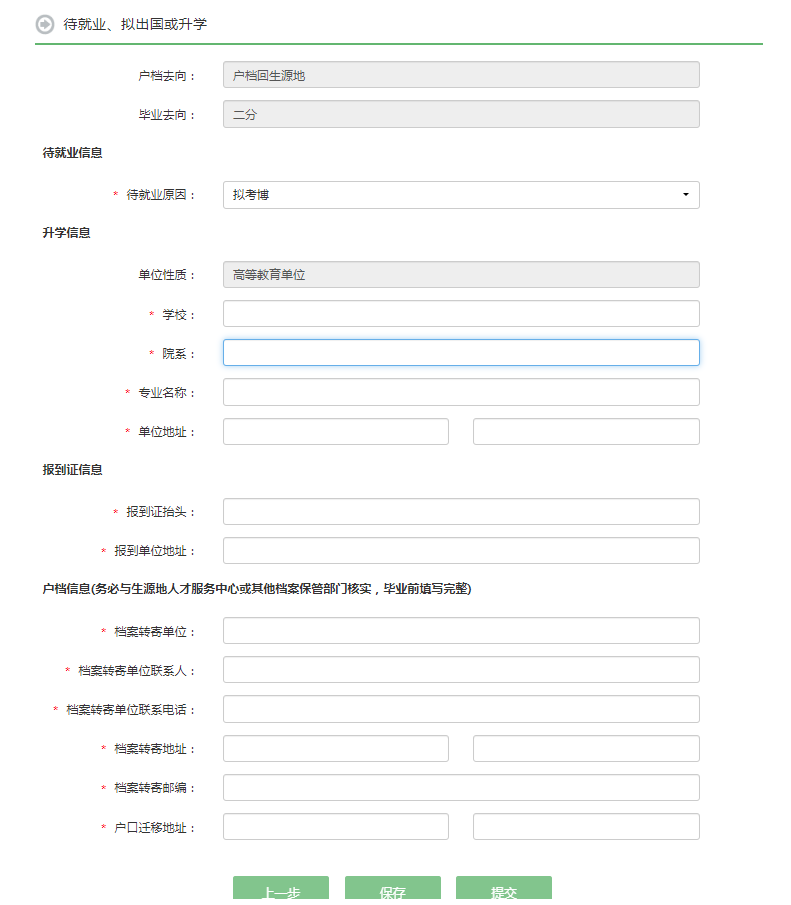 待就业、拟出国或升学
户档去向： 户档回生源地
毕业去向： 二分
待就业信息
* 待就业原因： 拟考博
升学信息
单位性质： 高等教育单位
* 学校：
* 院系：
* 专业名称：
* 单位地址：
报到证信息
* 报到证抬头：
* 报到单位地址：
户档信息(务必与生源地人才服务中心或其他档案保管部门核实，毕业前填写完整)
* 档案转寄单位：
* 档案转寄单位联系人：
* 档案转寄单位联系电话：
* 档案转寄地址：
* 档案转寄邮编：
* 户口迁移地址：
上一步 保存 提交